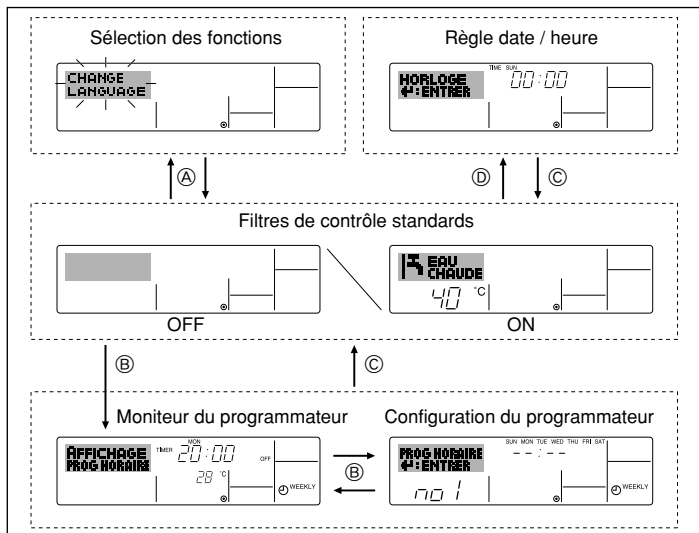 Sélection des fonctions
Règle date / heure
CHANGE
LANGUAGE
TIME SUN
HORLOGE 00:00
↵:ENTRER
Ⓐ
Ⓓ
Ⓒ
Filtres de contrôle standards
EAU
CHAUDE
40 °C
OFF
ON
Ⓑ
Ⓒ
Moniteur du programmateur
Configuration du programmateur
MON
AFFICHAGE TIMER 20:00 OFF
PROG HORAIRE
28 °C
WEEKLY
Ⓑ
SUN MON TUE WED THU FRI SAT
PROG HORAIRE --:--
↵:ENTRER
no 1
WEEKLY